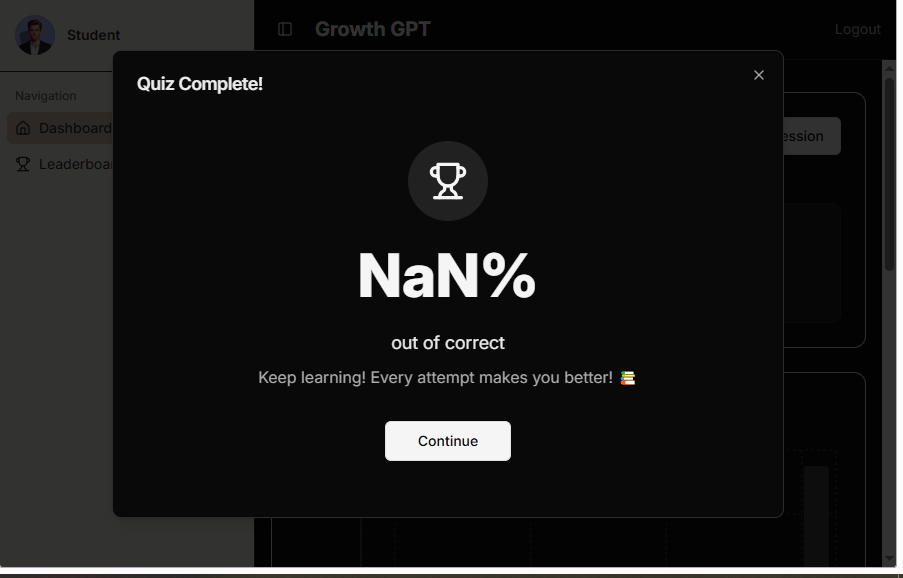 Student
Growth GPT
Logout
Quiz Complete!
Navigation
Dashboard
Leaderboar
ession
NaN%
out of correct
Keep learning! Every attempt makes you better! 📚
Continue